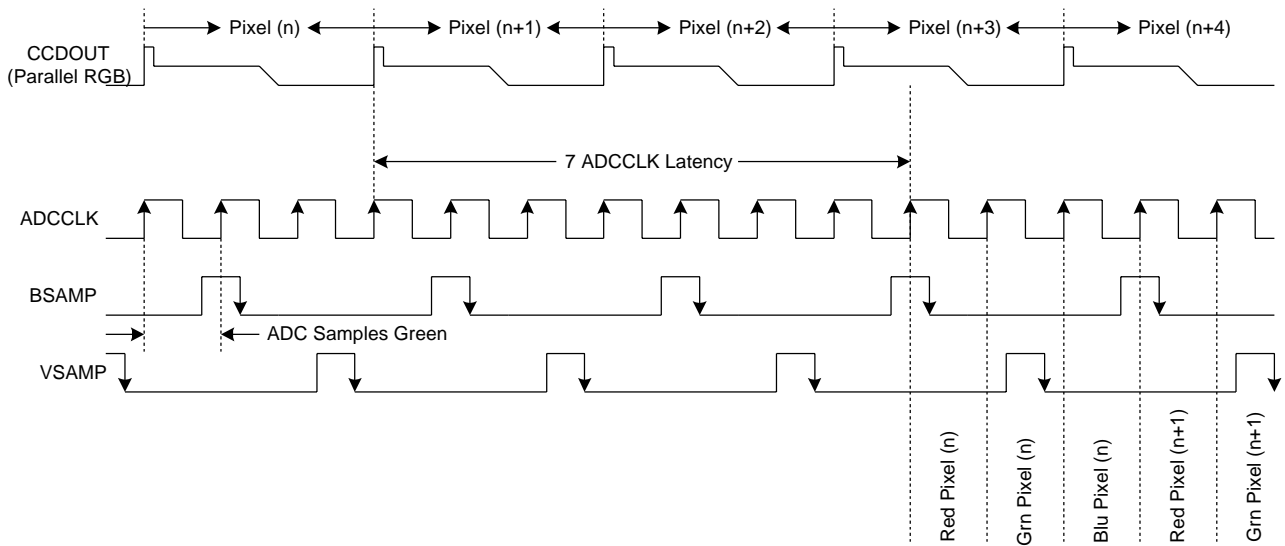 Pixel (n)
Pixel (n+1)
Pixel (n+2)
Pixel (n+3)
Pixel (n+4)
CCDOUT
(Parallel RGB)
7 ADCCLK Latency
ADCCLK
BSAMP
ADC Samples Green
VSAMP
Red Pixel (n)
Grn Pixel (n)
Blu Pixel (n)
Red Pixel (n+1)
Grn Pixel (n+1)